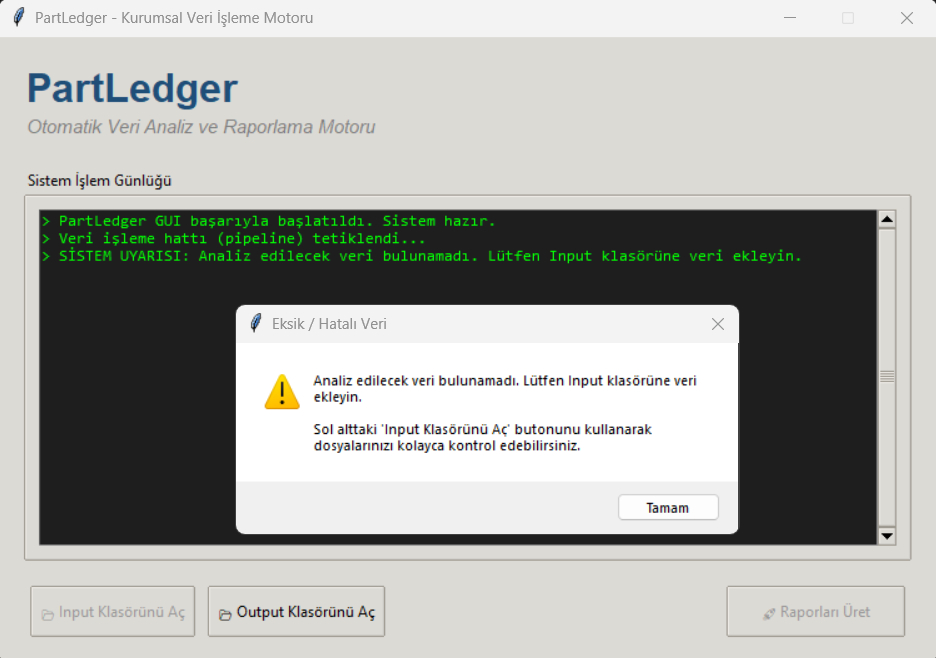 PartLedger - Kurumsal Veri İşleme Motoru
PartLedger
Otomatik Veri Analiz ve Raporlama Motoru
Sistem İşlem Günlüğü
> PartLedger GUI başarıyla başlatıldı. Sistem hazır.
> Veri işleme hattı (pipeline) tetiklendi...
> SİSTEM UYARISI: Analiz edilecek veri bulunamadı. Lütfen Input klasörüne veri ekleyin.
Eksik / Hatalı Veri
Analiz edilecek veri bulunamadı. Lütfen Input klasörüne veri
ekleyin.
Sol alttaki 'Input Klasörünü Aç' butonunu kullanarak
dosyalarınızı kolayca kontrol edebilirsiniz.
Tamam
Input Klasörünü Aç
Output Klasörünü Aç
Raporları Üret